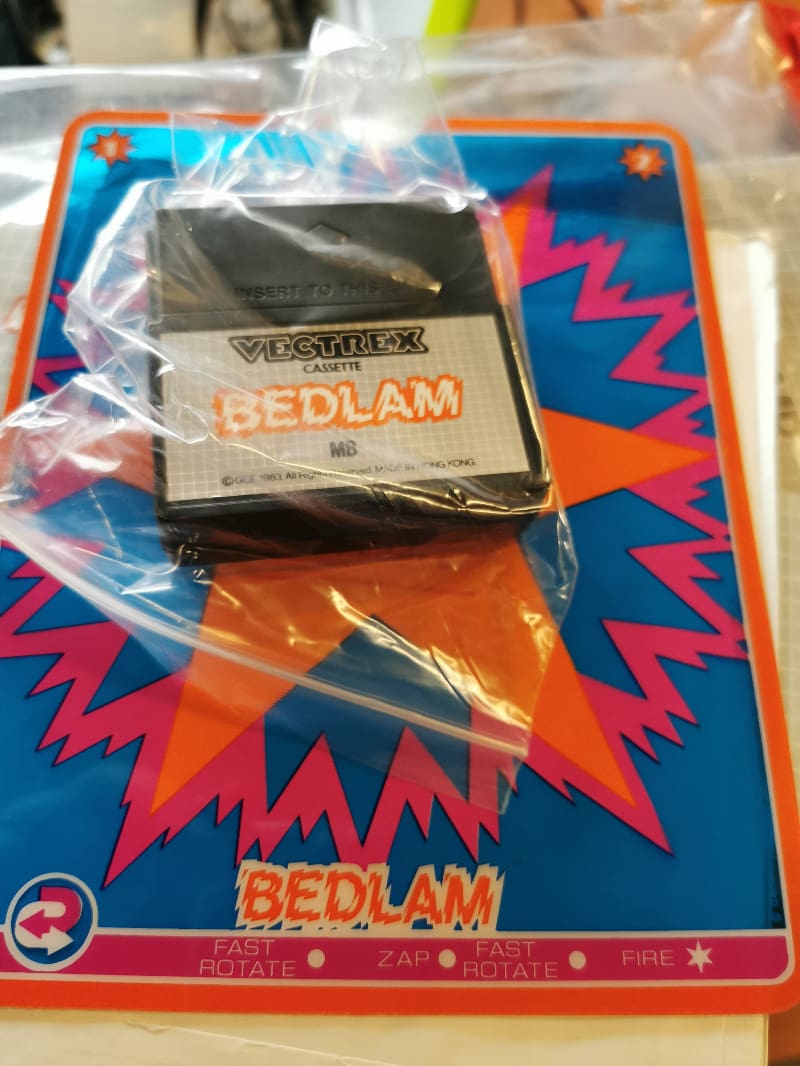 1
2
INSERT TO THIS
VECTREX
CASSETTE
BEDLAM
MB
© GCE 1983. All Rights Reserved. MADE IN HONG KONG.
BEDLAM
FAST ROTATE ZAP FAST ROTATE FIRE